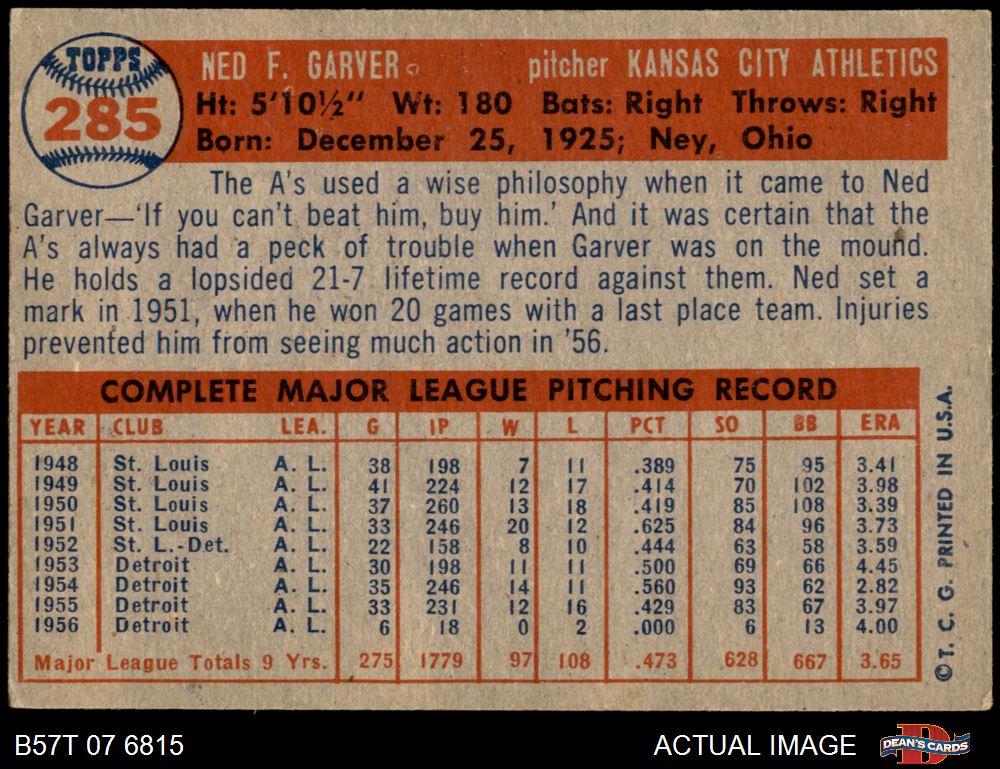 TOPPS
285
NED F. GARVER
pitcher KANSAS CITY ATHLETICS
Ht: 5'10½" Wt: 180 Bats: Right Throws: Right
Born: December 25, 1925; Ney, Ohio
The A's used a wise philosophy when it came to Ned
Garver—'If you can't beat him, buy him.' And it was certain that the
A's always had a peck of trouble when Garver was on the mound.
He holds a lopsided 21-7 lifetime record against them. Ned set a
mark in 1951, when he won 20 games with a last place team. Injuries
prevented him from seeing much action in '56.
COMPLETE MAJOR LEAGUE PITCHING RECORD
YEAR CLUB LEA. G IP W L PCT SO BB ERA
1948 St. Louis A. L. 38 198 7 11 .389 75 95 3.41
1949 St. Louis A. L. 41 224 12 17 .414 70 102 3.98
1950 St. Louis A. L. 37 260 13 18 .419 85 108 3.39
1951 St. Louis A. L. 33 246 20 12 .625 84 96 3.73
1952 St. L.-Det. A. L. 22 158 8 10 .444 63 58 3.59
1953 Detroit A. L. 30 198 11 11 .500 69 66 4.45
1954 Detroit A. L. 35 246 14 11 .560 93 62 2.82
1955 Detroit A. L. 33 231 12 16 .429 83 67 3.97
1956 Detroit A. L. 6 18 0 2 .000 6 13 4.00
Major League Totals 9 Yrs. 275 1779 97 108 .473 628 667 3.65
© T. C. G. PRINTED IN U.S.A.
B57T 07 6815
ACTUAL IMAGE
DEAN'S CARDS